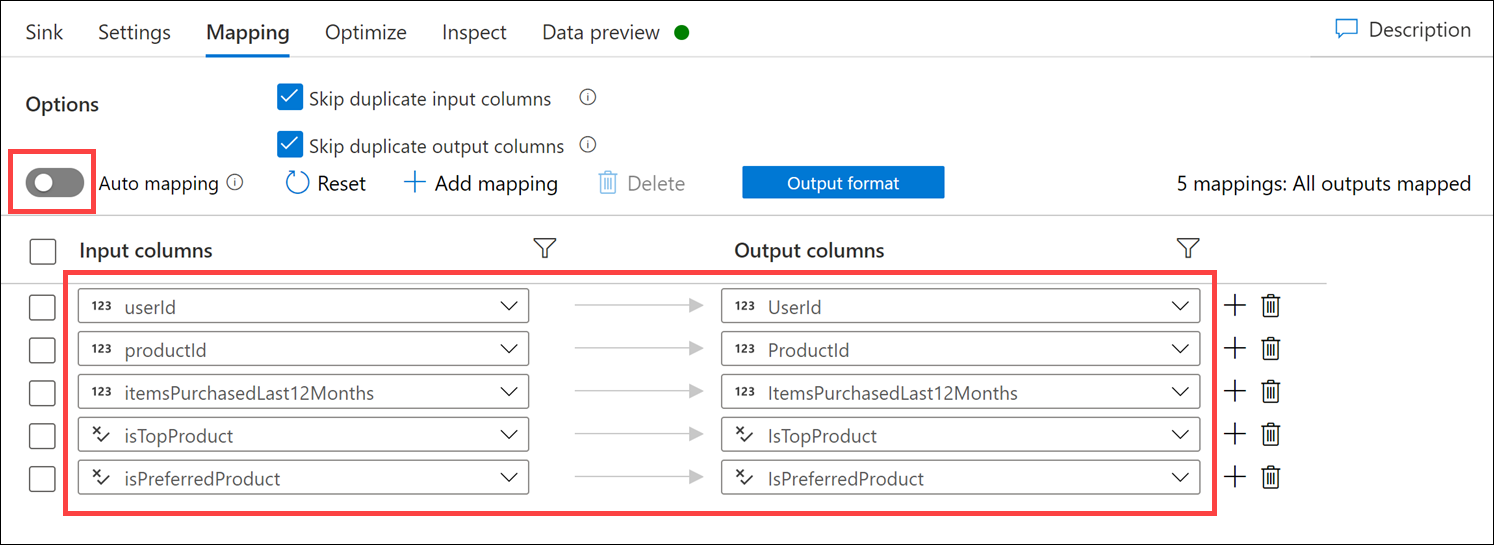 Sink Settings Mapping Optimize Inspect Data preview Description
Options Skip duplicate input columns
Skip duplicate output columns
Auto mapping Reset Add mapping Delete Output format 5 mappings: All outputs mapped
Input columns Output columns
123 userId 123 UserId
123 productId 123 ProductId
123 itemsPurchasedLast12Months 123 ItemsPurchasedLast12Months
isTopProduct IsTopProduct
isPreferredProduct IsPreferredProduct